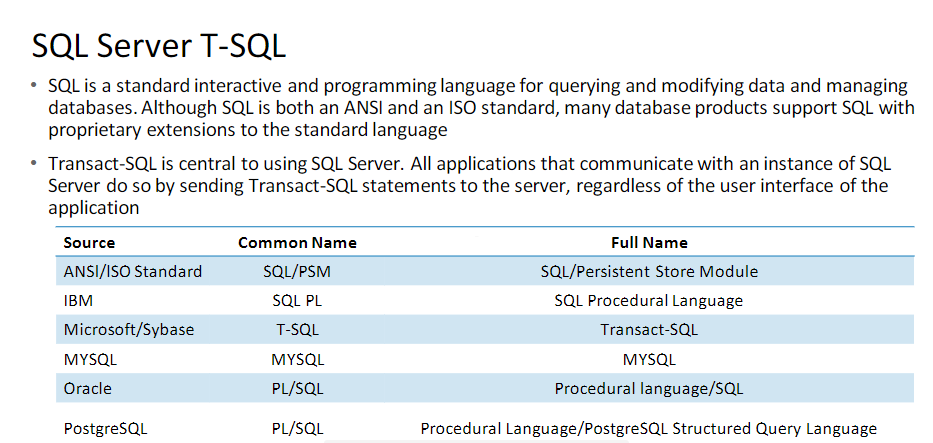 SQL Server T-SQL
• SQL is a standard interactive and programming language for querying and modifying data and managing
databases. Although SQL is both an ANSI and an ISO standard, many database products support SQL with
proprietary extensions to the standard language
• Transact-SQL is central to using SQL Server. All applications that communicate with an instance of SQL
Server do so by sending Transact-SQL statements to the server, regardless of the user interface of the
application
Source Common Name Full Name
ANSI/ISO Standard SQL/PSM SQL/Persistent Store Module
IBM SQL PL SQL Procedural Language
Microsoft/Sybase T-SQL Transact-SQL
MYSQL MYSQL MYSQL
Oracle PL/SQL Procedural language/SQL
PostgreSQL PL/SQL Procedural Language/PostgreSQL Structured Query Language